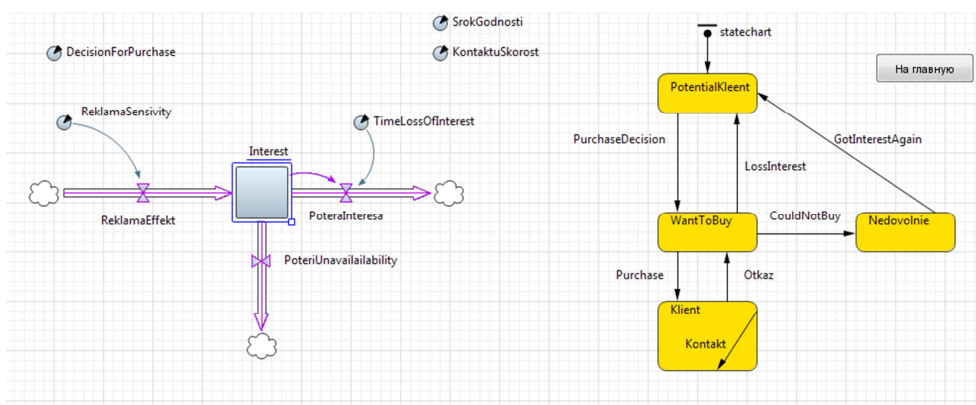 SrokGodnosti
statechart
DecisionForPurchase
KontaktuSkorost
На главную
PotentialKleent
ReklamaSensivity
TimeLossOfInterest
PurchaseDecision
GotInterestAgain
Interest
LossInterest
ReklamaEffekt
PoteraInteresa
WantToBuy
CouldNotBuy
Nedovolnie
PoteriUnavailailability
Purchase
Otkaz
Klient
Kontakt